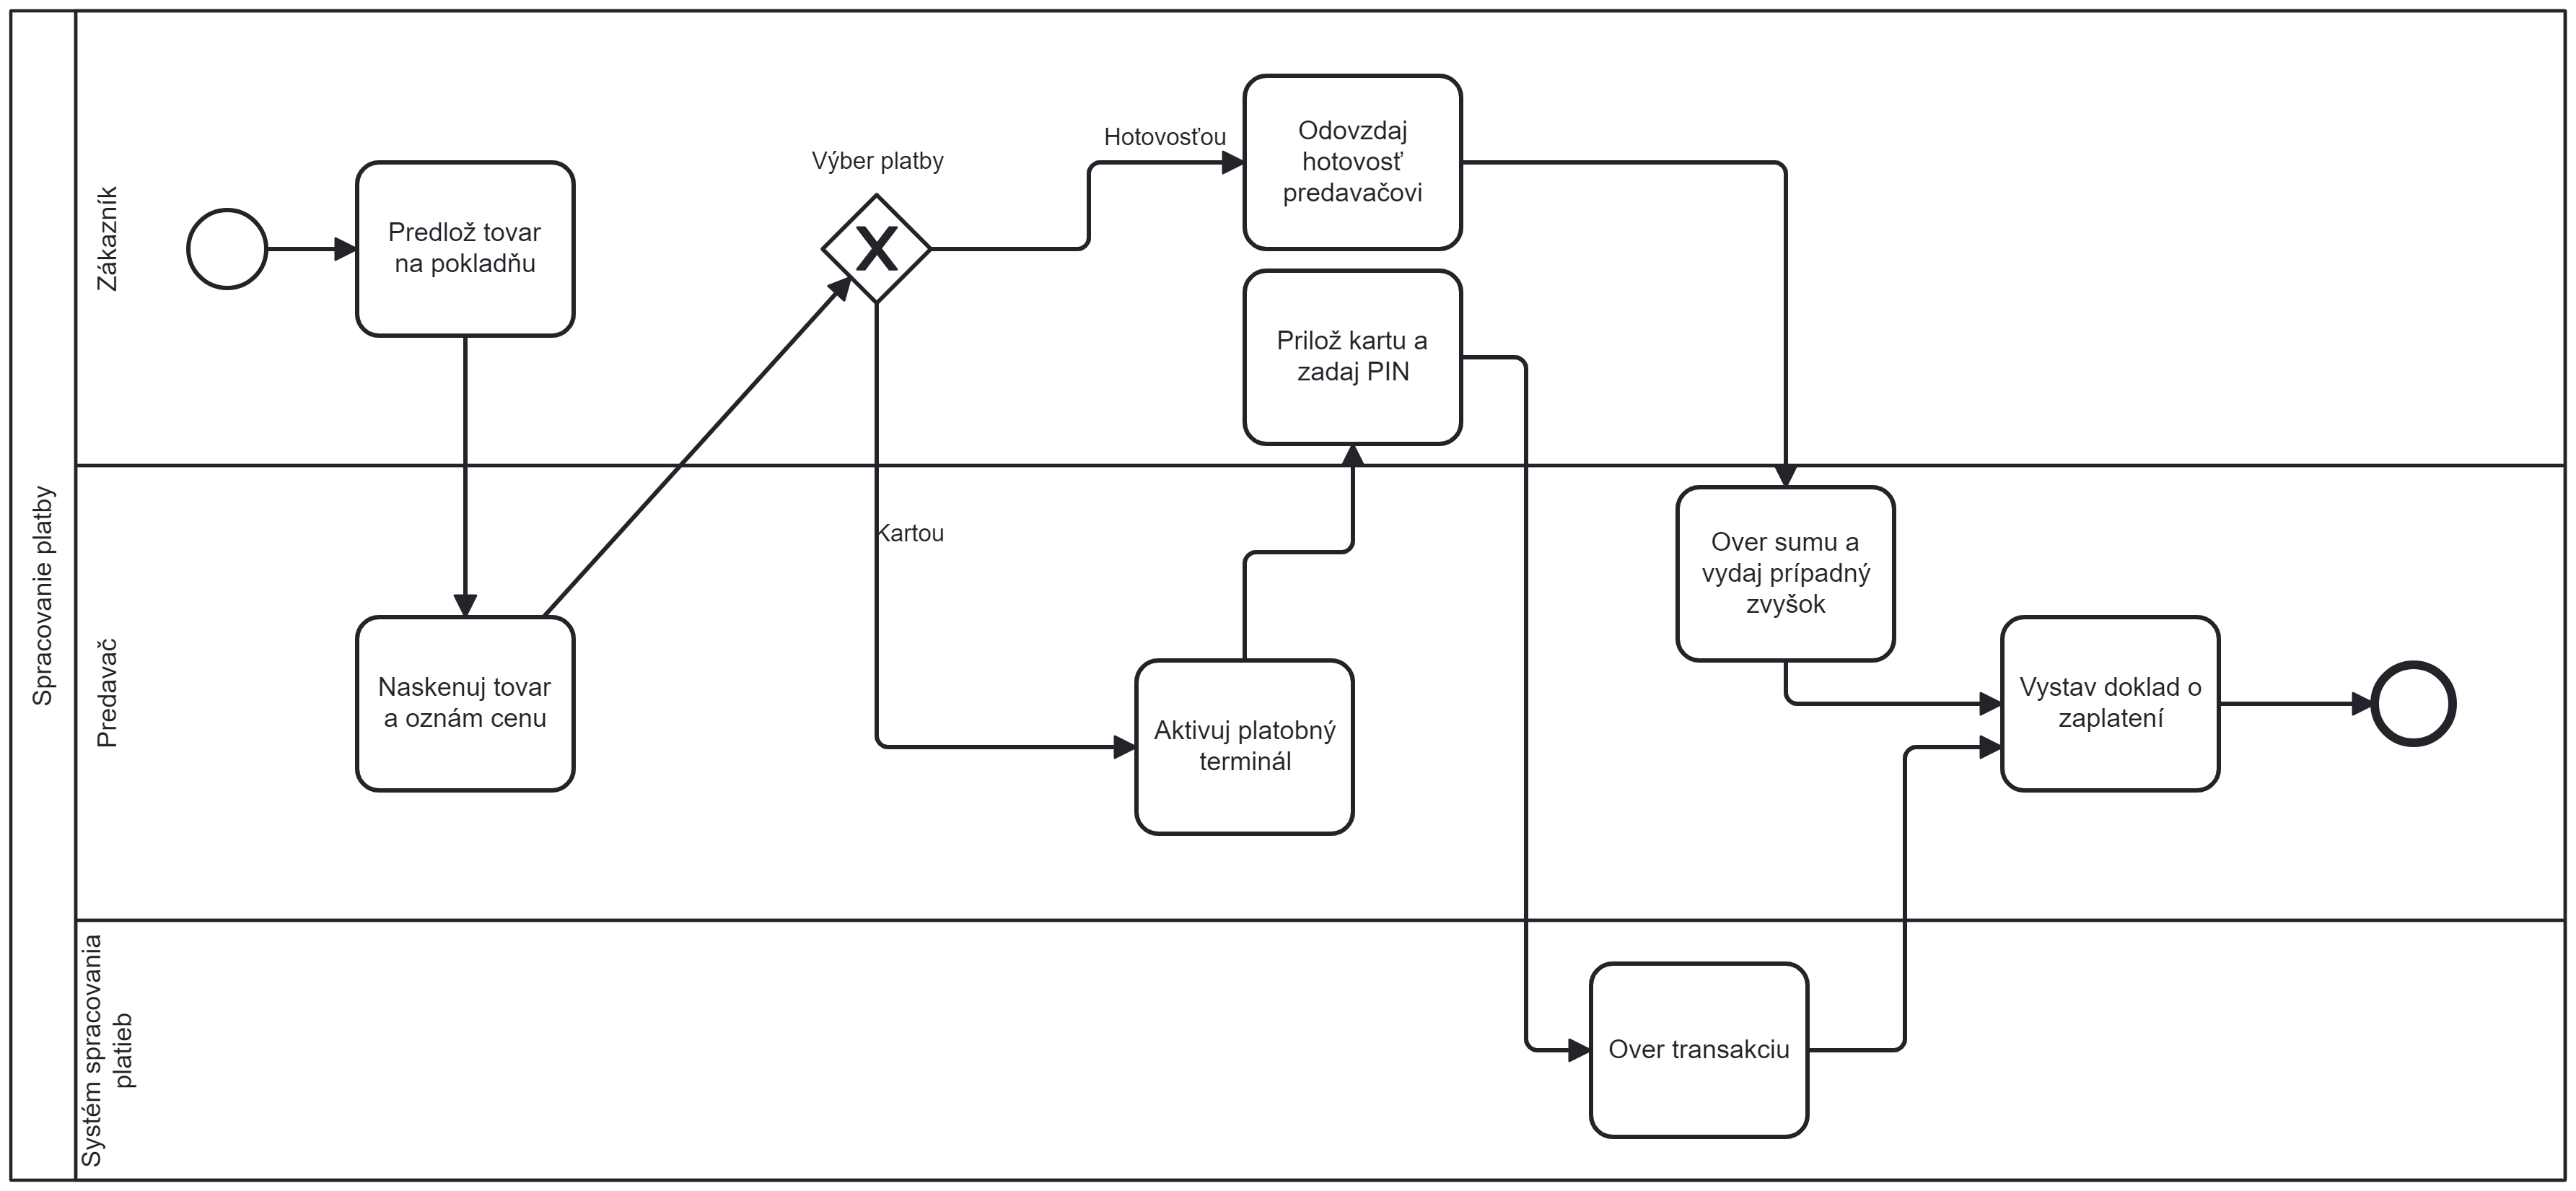 Spracovanie platby
Zákazník
Predlož tovar
na pokladňu
Výber platby
Hotovosťou
Odovzdaj
hotovosť
predavačovi
Prilož kartu a
zadaj PIN
Predavač
Naskenuj tovar
a oznám cenu
Kartou
Aktivuj platobný
terminál
Over sumu a
vydaj prípadný
zvyšok
Vystav doklad o
zaplatení
Systém spracovania
platieb
Over transakciu